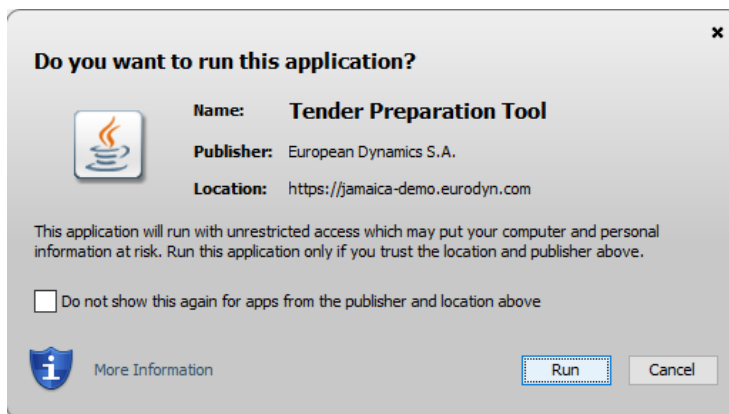 Do you want to run this application?
Name: Tender Preparation Tool
Publisher: European Dynamics S.A.
Location: https://jamaica-demo.eurodyn.com
This application will run with unrestricted access which may put your computer and personal
information at risk. Run this application only if you trust the location and publisher above.
Do not show this again for apps from the publisher and location above
More Information
Run
Cancel